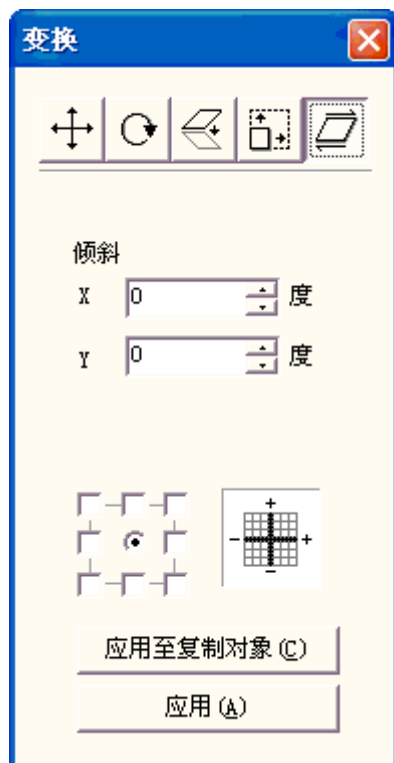 变换
倾斜
X 0 度
Y 0 度
+
- +
-
应用至复制对象(C)
应用(A)